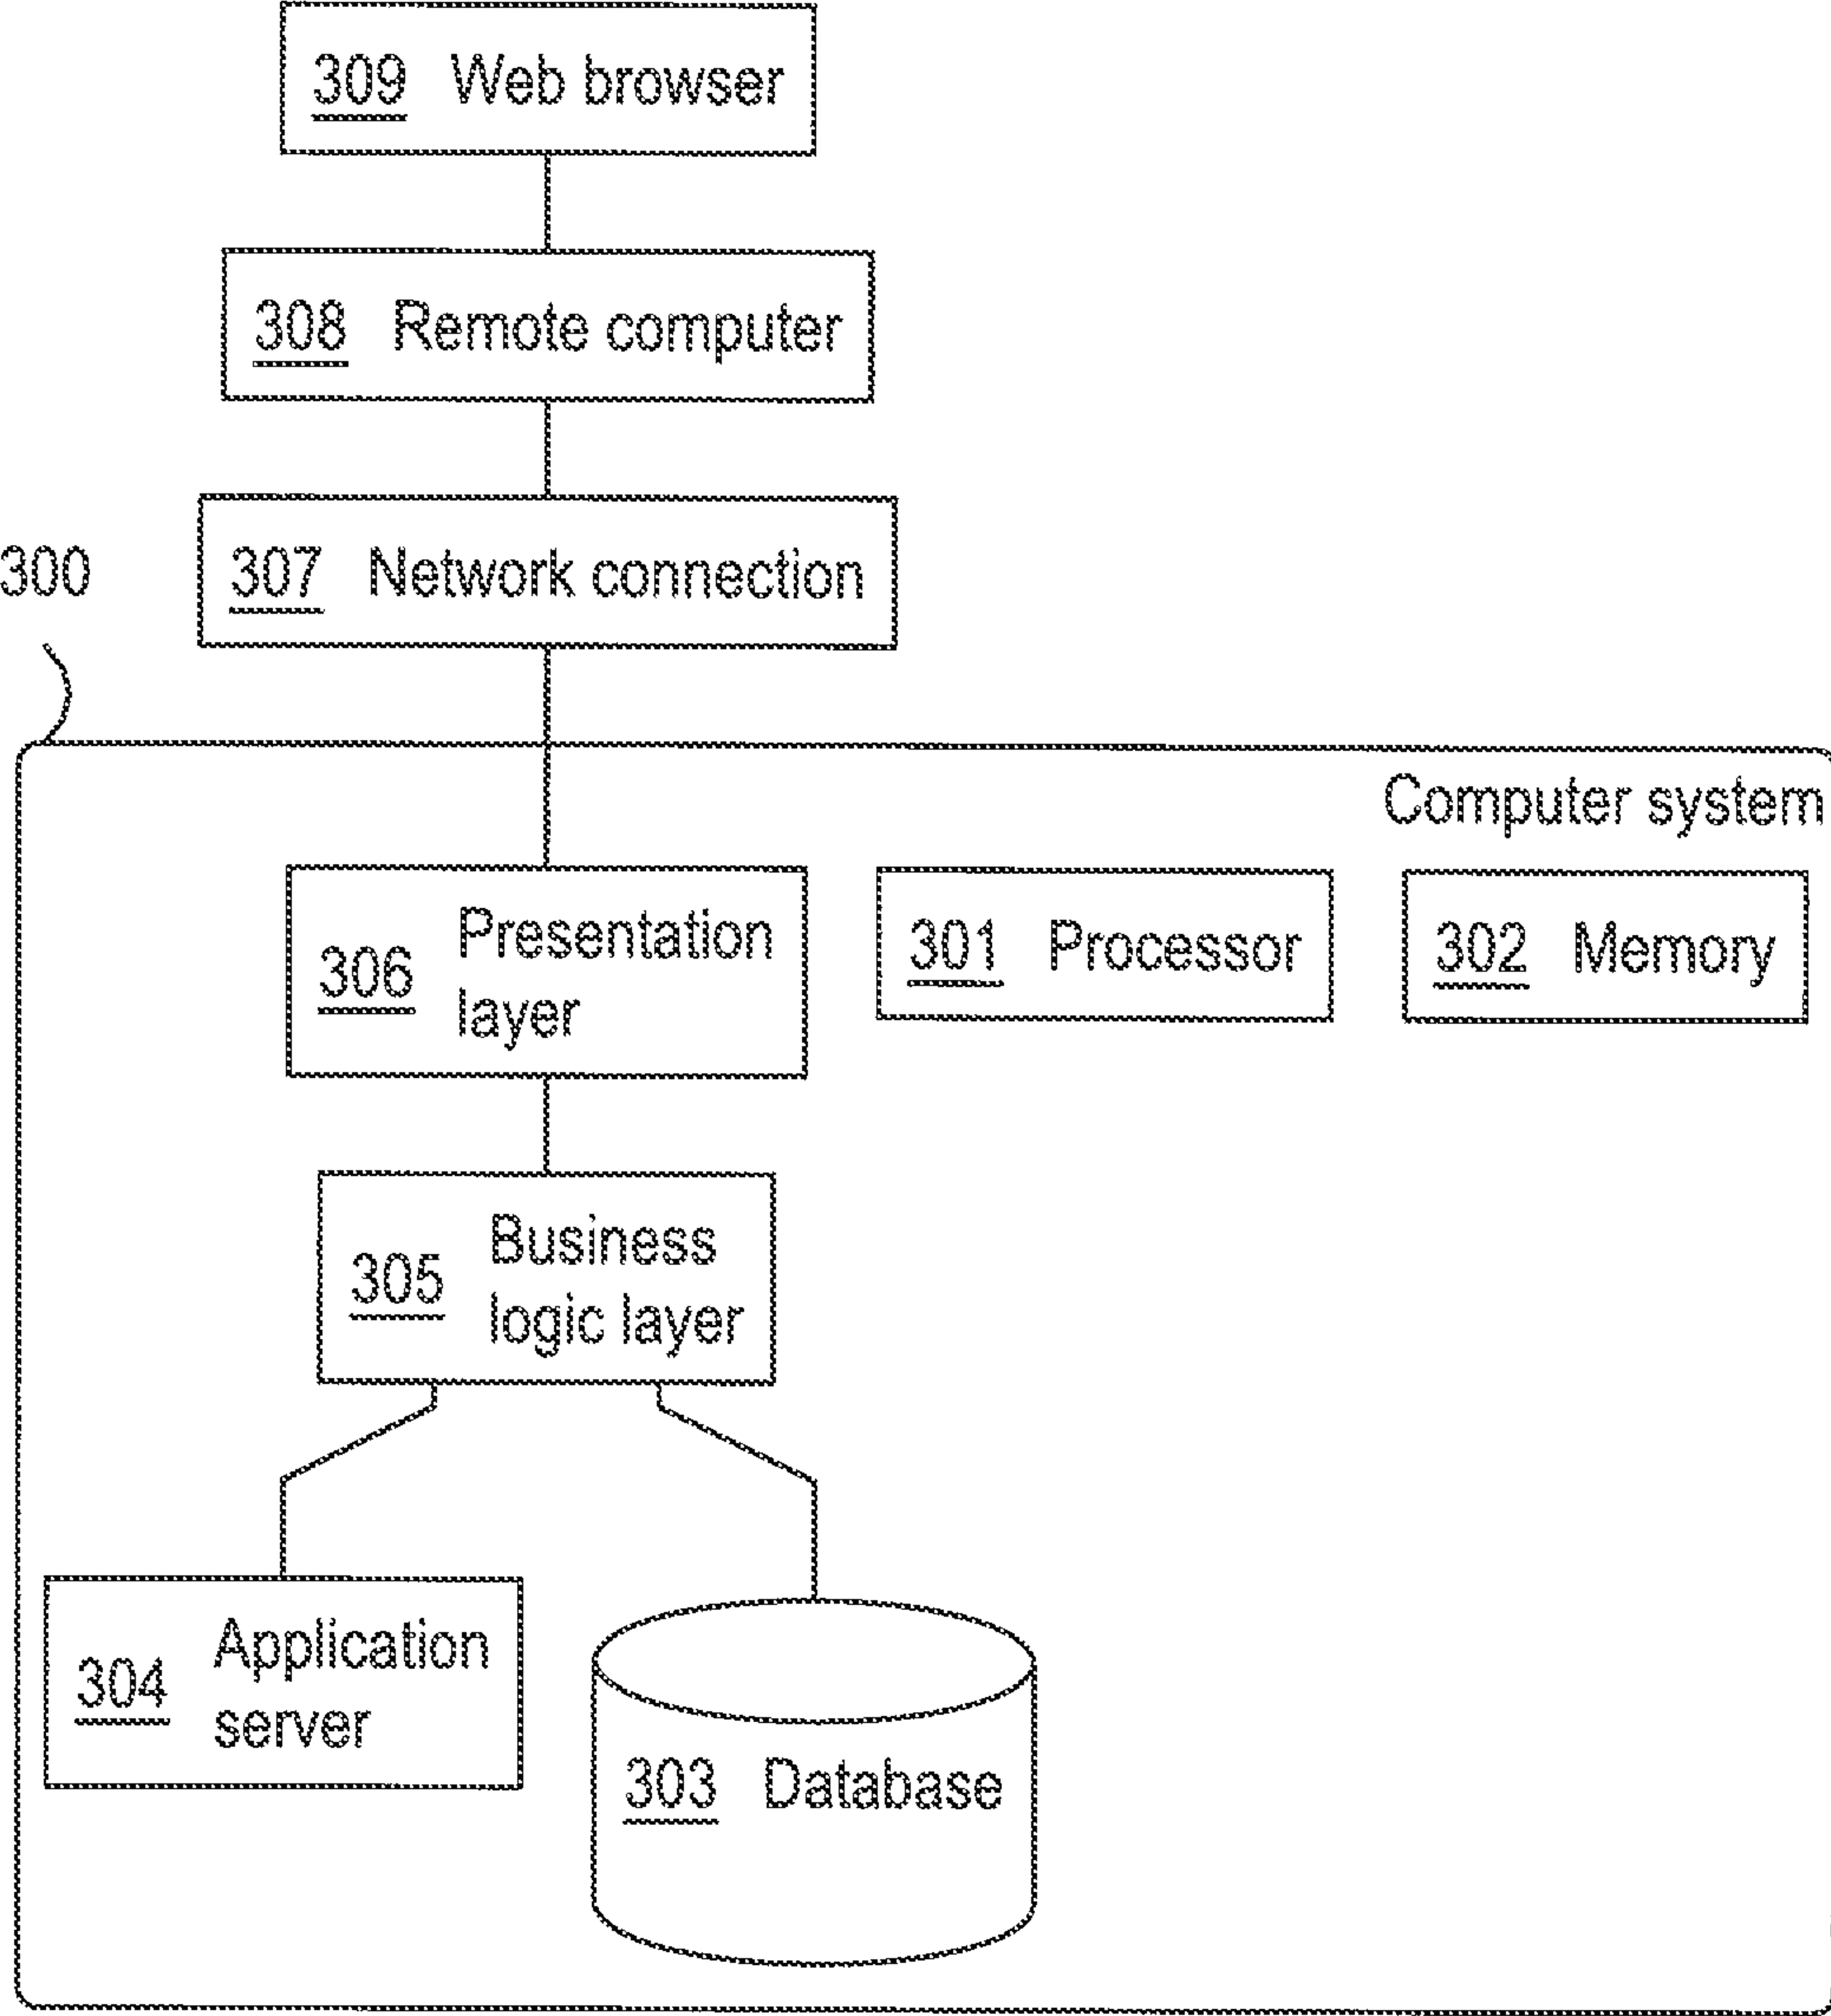 309 Web browser
308 Remote computer
300
307 Network connection
Computer system
306 Presentation
layer
301 Processor
302 Memory
305 Business
logic layer
304 Application
server
303 Database